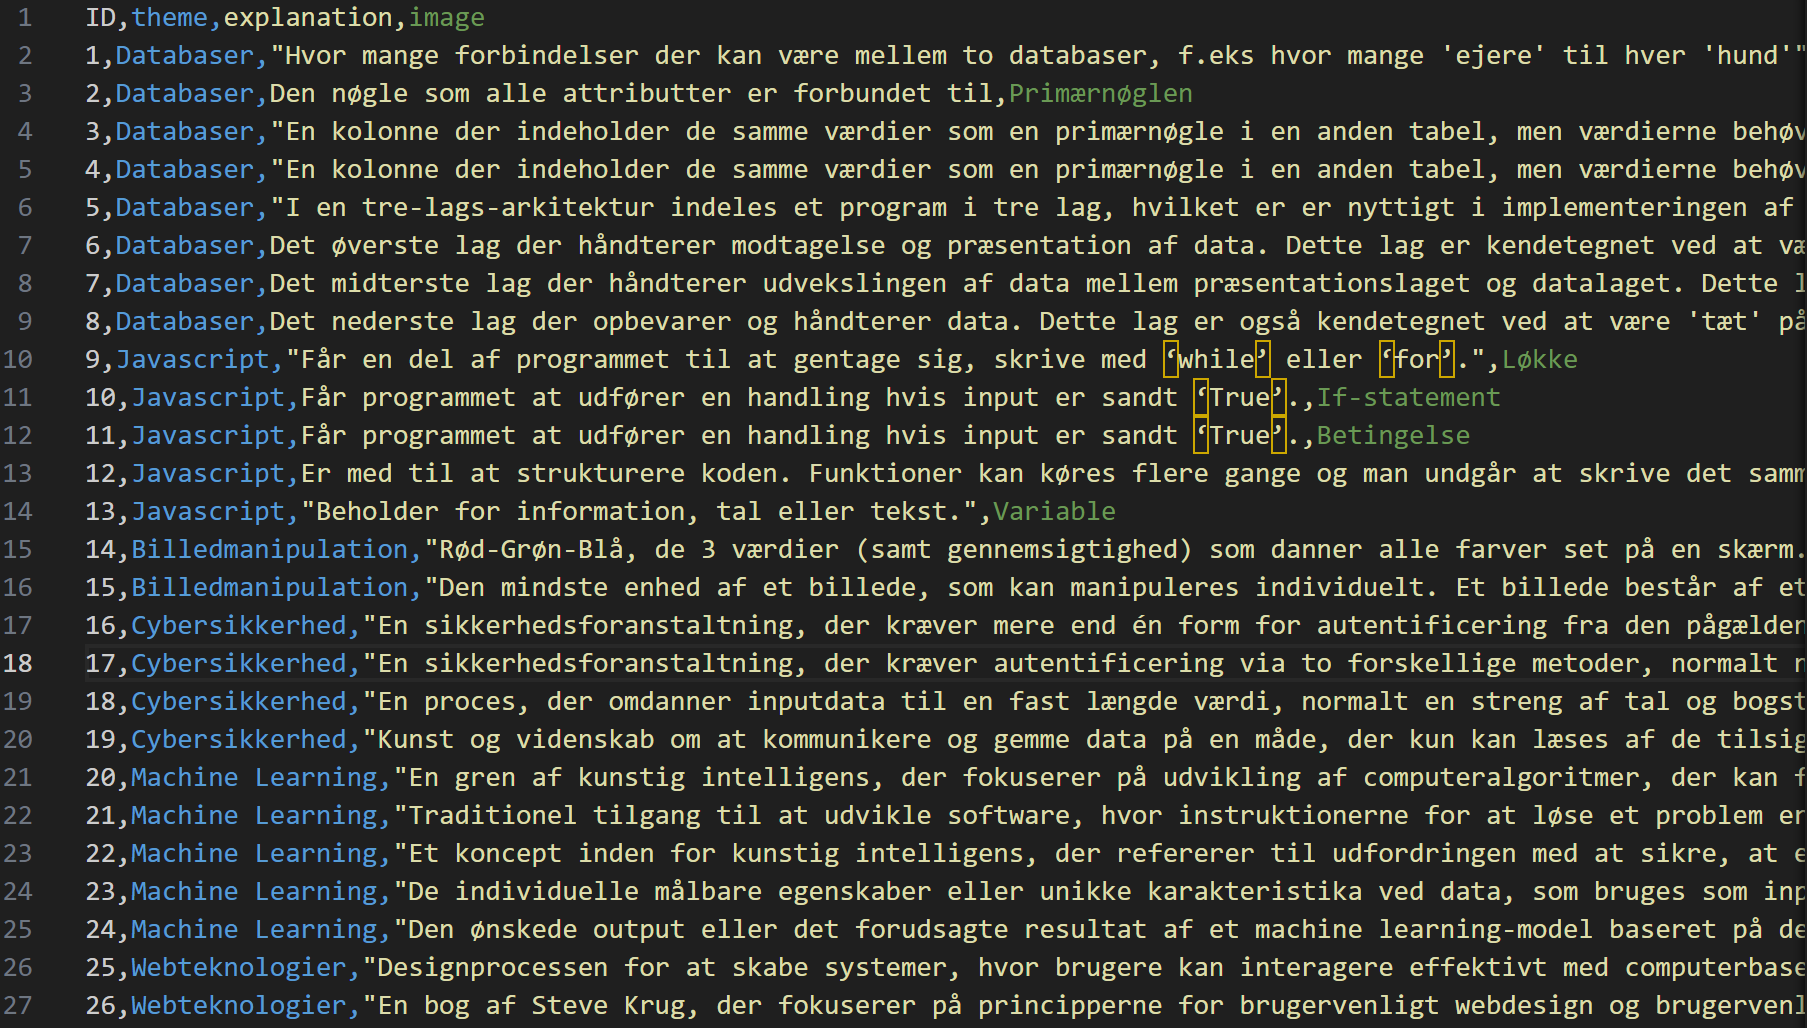 1 ID,theme,explanation,image
2 1,Databaser,"Hvor mange forbindelser der kan være mellem to databaser, f.eks hvor mange 'ejere' til hver 'hund'"
3 2,Databaser,Den nøgle som alle attributter er forbundet til,Primærnøglen
4 3,Databaser,"En kolonne der indeholder de samme værdier som en primærnøgle i en anden tabel, men værdierne
5 4,Databaser,"En kolonne der indeholder de samme værdier som en primærnøgle i en anden tabel, men værdierne
6 5,Databaser,"I en tre-lags-arkitektur indeles et program i tre lag, hvilket er er nyttigt i implementeringen af
7 6,Databaser,Det øverste lag der håndterer modtagelse og præsentation af data. Dette lag er kendetegnet ved at
8 7,Databaser,Det midterste lag der håndterer udvekslingen af data mellem præsentationslaget og datalaget. Dette
9 8,Databaser,Det nederste lag der opbevarer og håndterer data. Dette lag er også kendetegnet ved at være 'tæt' på
10 9,Javascript,"Får en del af programmet til at gentage sig, skrive med ‘while’ eller ‘for’.",Løkke
11 10,Javascript,Får programmet at udfører en handling hvis input er sandt ‘True’.,If-statement
12 11,Javascript,Får programmet at udfører en handling hvis input er sandt ‘True’.,Betingelse
13 12,Javascript,Er med til at strukturere koden. Funktioner kan køres flere gange og man undgår at skrive det
14 13,Javascript,"Beholder for information, tal eller tekst.",Variable
15 14,Billedmanipulation,"Rød-Grøn-Blå, de 3 værdier (samt gennemsigtighed) som danner alle farver set på en skærm.
16 15,Billedmanipulation,"Den mindste enhed af et billede, som kan manipuleres individuelt. Et billede består af et
17 16,Cybersikkerhed,"En sikkerhedsforanstaltning, der kræver mere end én form for autentificering fra den
18 17,Cybersikkerhed,"En sikkerhedsforanstaltning, der kræver autentificering via to forskellige metoder, normalt
19 18,Cybersikkerhed,"En proces, der omdanner inputdata til en fast længde værdi, normalt en streng af tal og
20 19,Cybersikkerhed,"Kunst og videnskab om at kommunikere og gemme data på en måde, der kun kan læses af de
21 20,Machine Learning,"En gren af kunstig intelligens, der fokuserer på udvikling af computeralgoritmer, der kan
22 21,Machine Learning,"Traditionel tilgang til at udvikle software, hvor instruktionerne for at løse et problem
23 22,Machine Learning,"Et koncept inden for kunstig intelligens, der refererer til udfordringen med at sikre, at
24 23,Machine Learning,"De individuelle målbare egenskaber eller unikke karakteristika ved data, som bruges som
25 24,Machine Learning,"Den ønskede output eller det forudsagte resultat af et machine learning-model baseret på
26 25,Webteknologier,"Designprocessen for at skabe systemer, hvor brugere kan interagere effektivt med
27 26,Webteknologier,"En bog af Steve Krug, der fokuserer på principperne for brugervenligt webdesign og